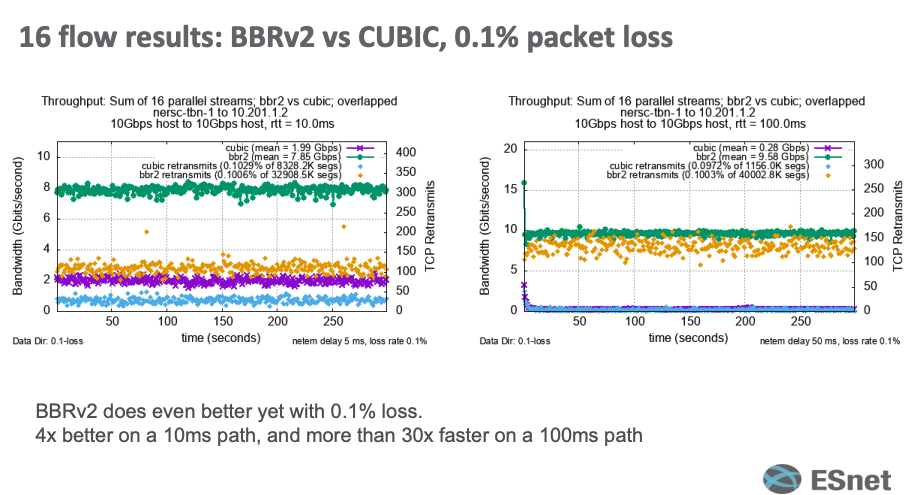 16 flow results: BBRv2 vs CUBIC, 0.1% packet loss
Throughput: Sum of 16 parallel streams; bbr2 vs cubic; overlapped
nersc-tbn-1 to 10.201.1.2
10Gbps host to 10Gbps host, rtt = 10.0ms
cubic (mean = 1.99 Gbps)
bbr2 (mean = 7.85 Gbps)
cubic retransmits (0.1029% of 8328.2K segs)
bbr2 retransmits (0.1006% of 32908.5K segs)
Bandwidth (Gbits/second)
10
8
6
4
2
0
400
350
300
250
200
150
100
50
0
TCP Retransmits
50
100
150
200
250
time (seconds)
Data Dir: 0.1-loss
netem delay 5 ms, loss rate 0.1%
Throughput: Sum of 16 parallel streams; bbr2 vs cubic; overlapped
nersc-tbn-1 to 10.201.1.2
10Gbps host to 10Gbps host, rtt = 100.0ms
cubic (mean = 0.28 Gbps)
bbr2 (mean = 9.58 Gbps)
cubic retransmits (0.0972% of 1156.0K segs)
bbr2 retransmits (0.1003% of 40002.8K segs)
Bandwidth (Gbits/second)
20
15
10
5
0
300
250
200
150
100
50
0
TCP Retransmits
50
100
150
200
250
time (seconds)
Data Dir: 0.1-loss
netem delay 50 ms, loss rate 0.1%
BBRv2 does even better yet with 0.1% loss.
4x better on a 10ms path, and more than 30x faster on a 100ms path
ESnet